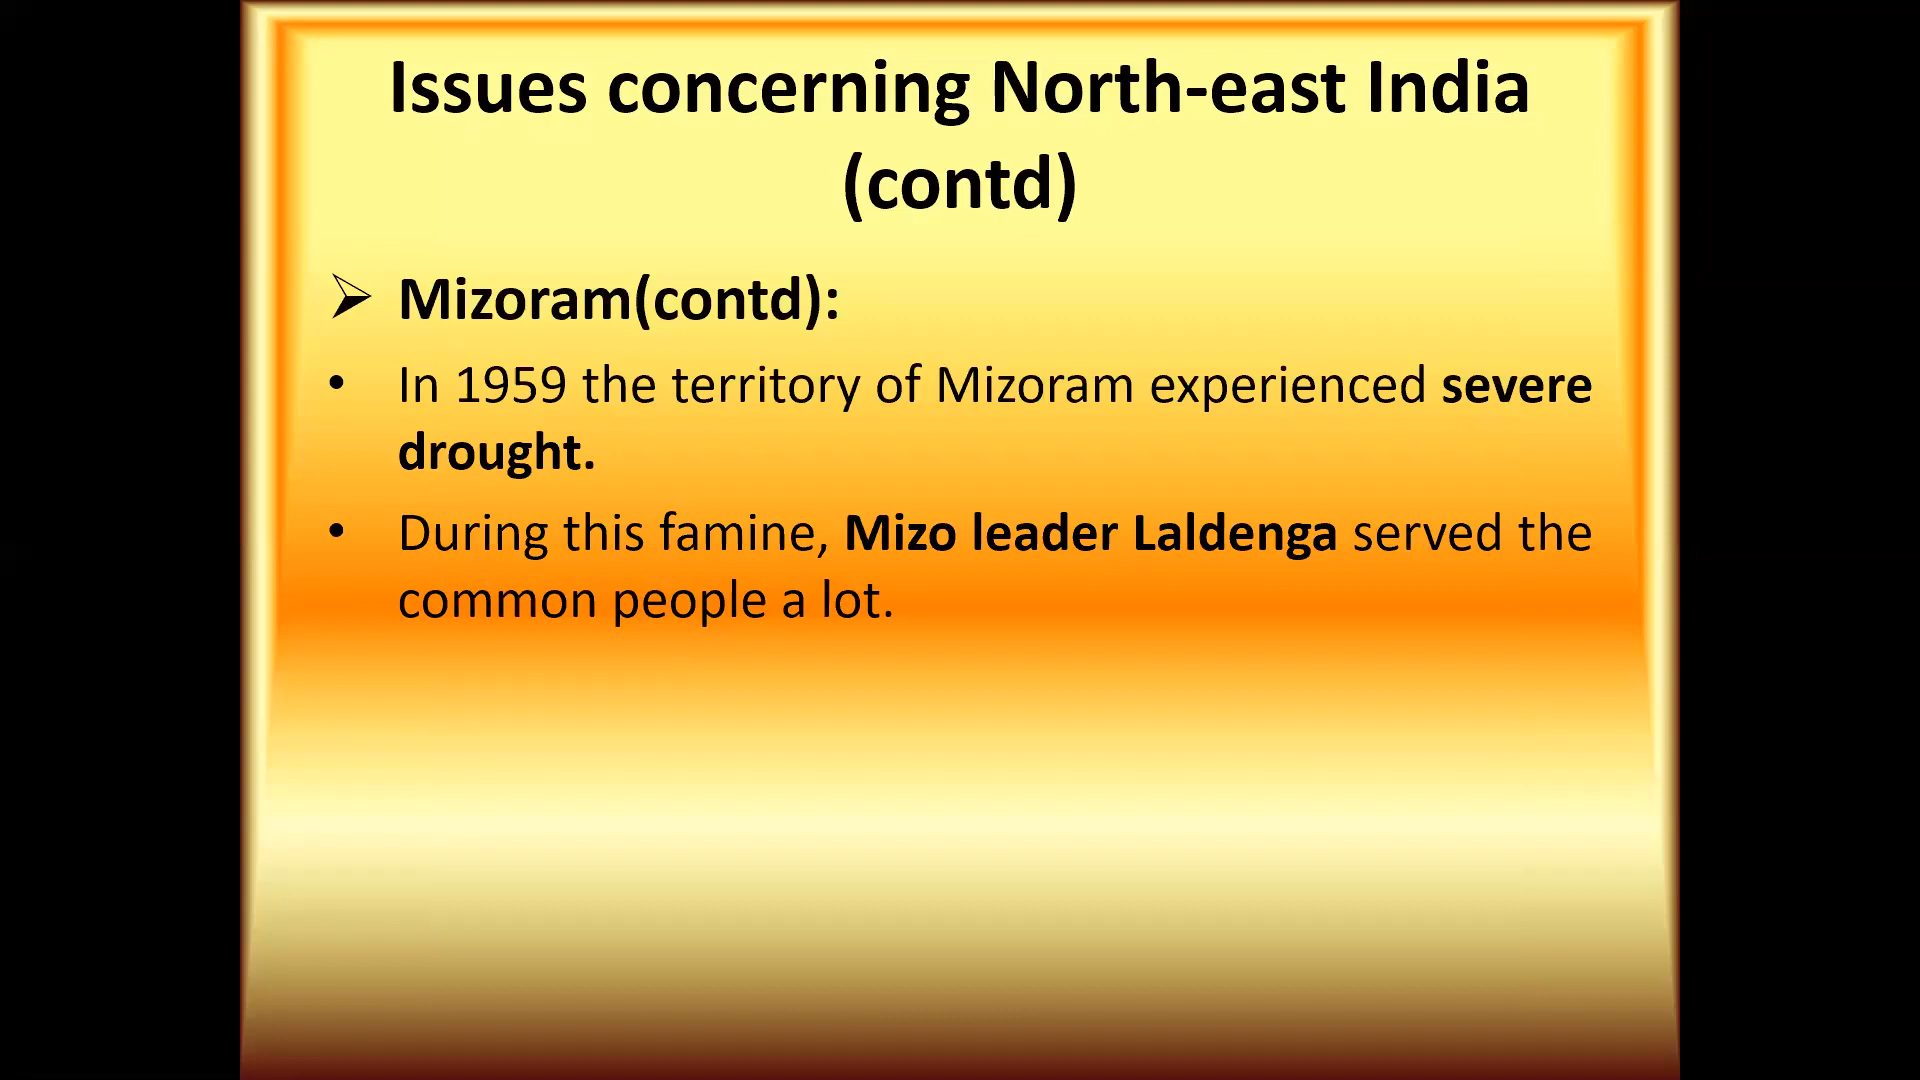 Issues concerning North-east India
(contd)
➢ Mizoram(contd):
• In 1959 the territory of Mizoram experienced severe
drought.
• During this famine, Mizo leader Laldenga served the
common people a lot.